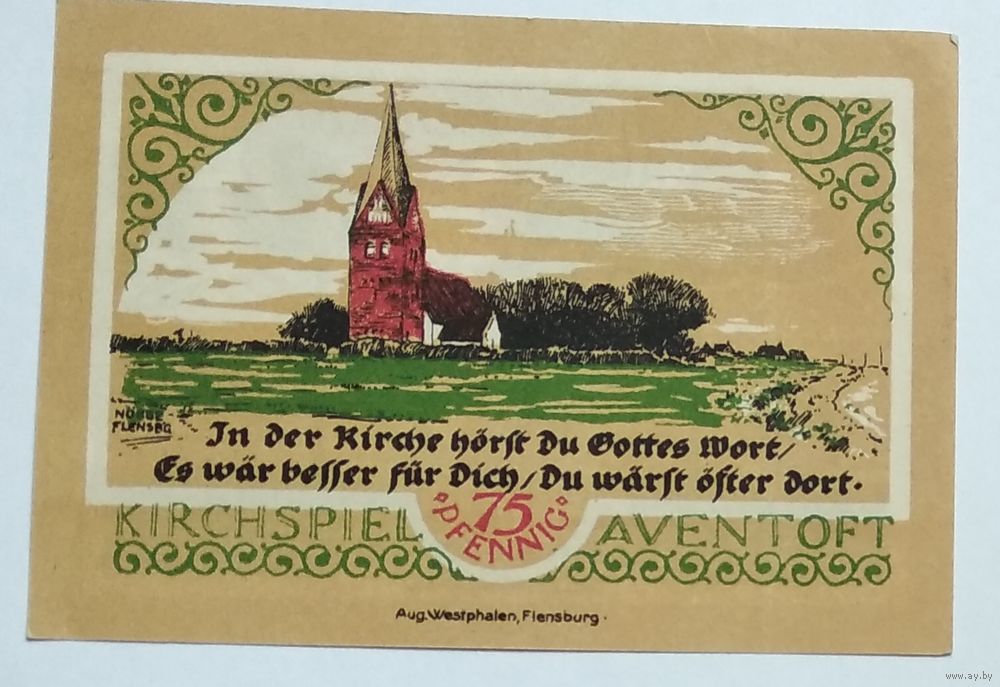 NÖBBE
FLENSBG
In der Kirche hörst Du Gottes Wort/
Es wär besser für Dich/Du wärst öfter dort.
75
PFENNIG
KIRCHSPIEL AVENTOFT
Aug. Westphalen, Flensburg.
www.ay.by